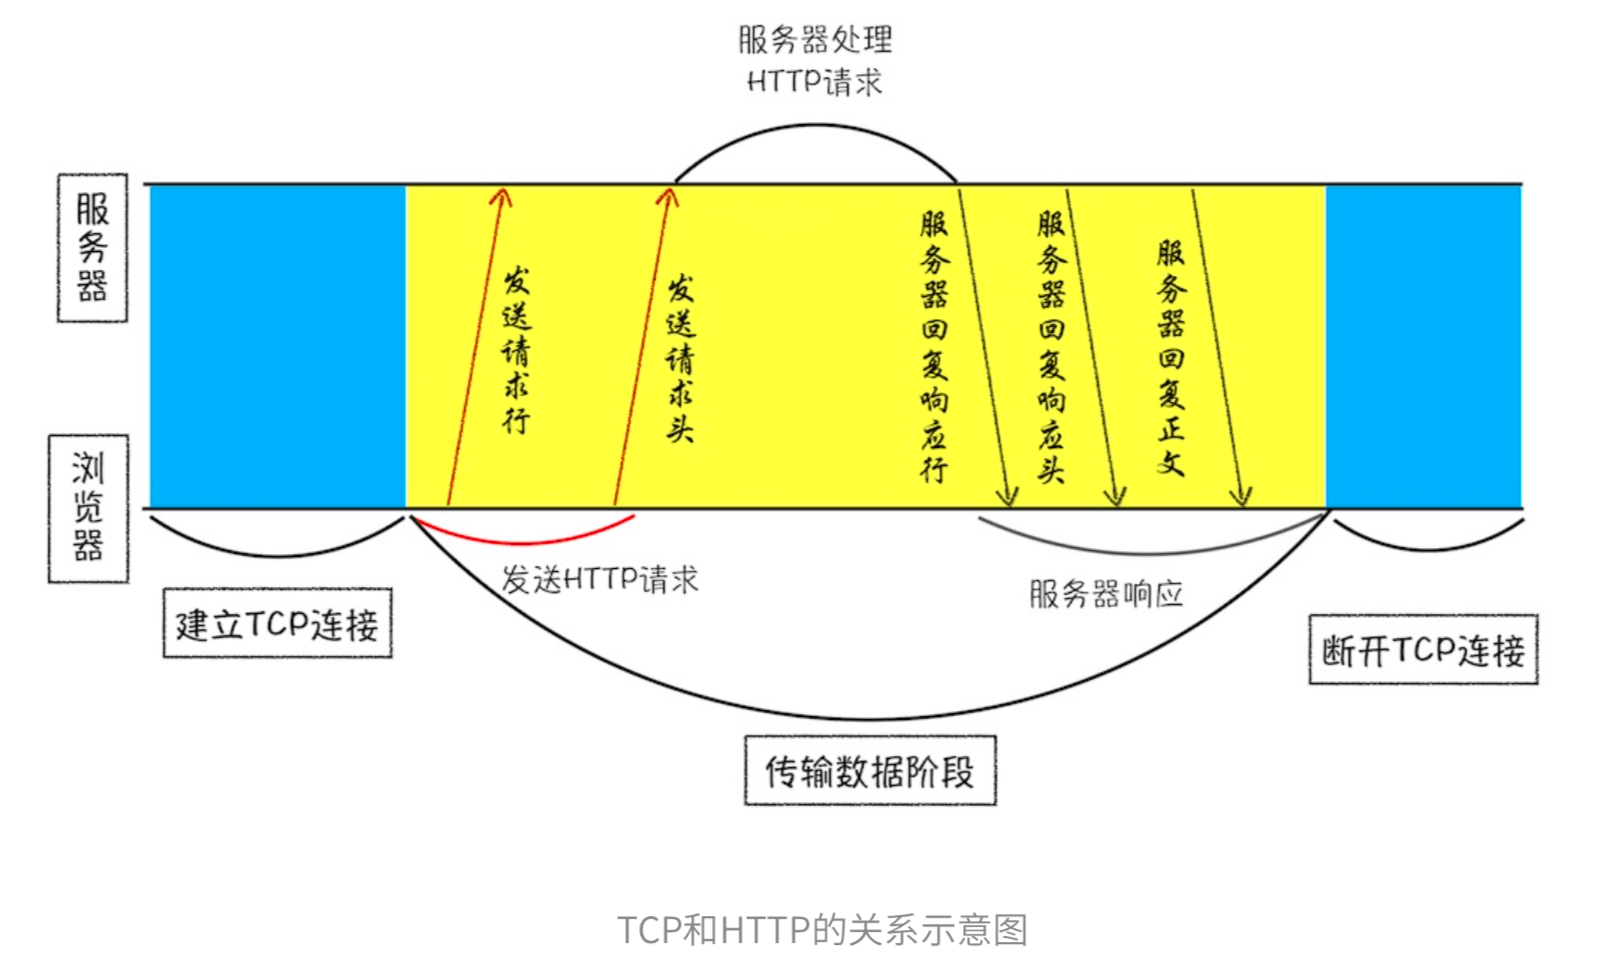 服务器处理
HTTP请求
服务器
浏览器
发送请求行
发送请求头
服务器回复响应行
服务器回复响应头
服务器回复正文
发送HTTP请求
服务器响应
建立TCP连接
断开TCP连接
传输数据阶段
TCP和HTTP的关系示意图